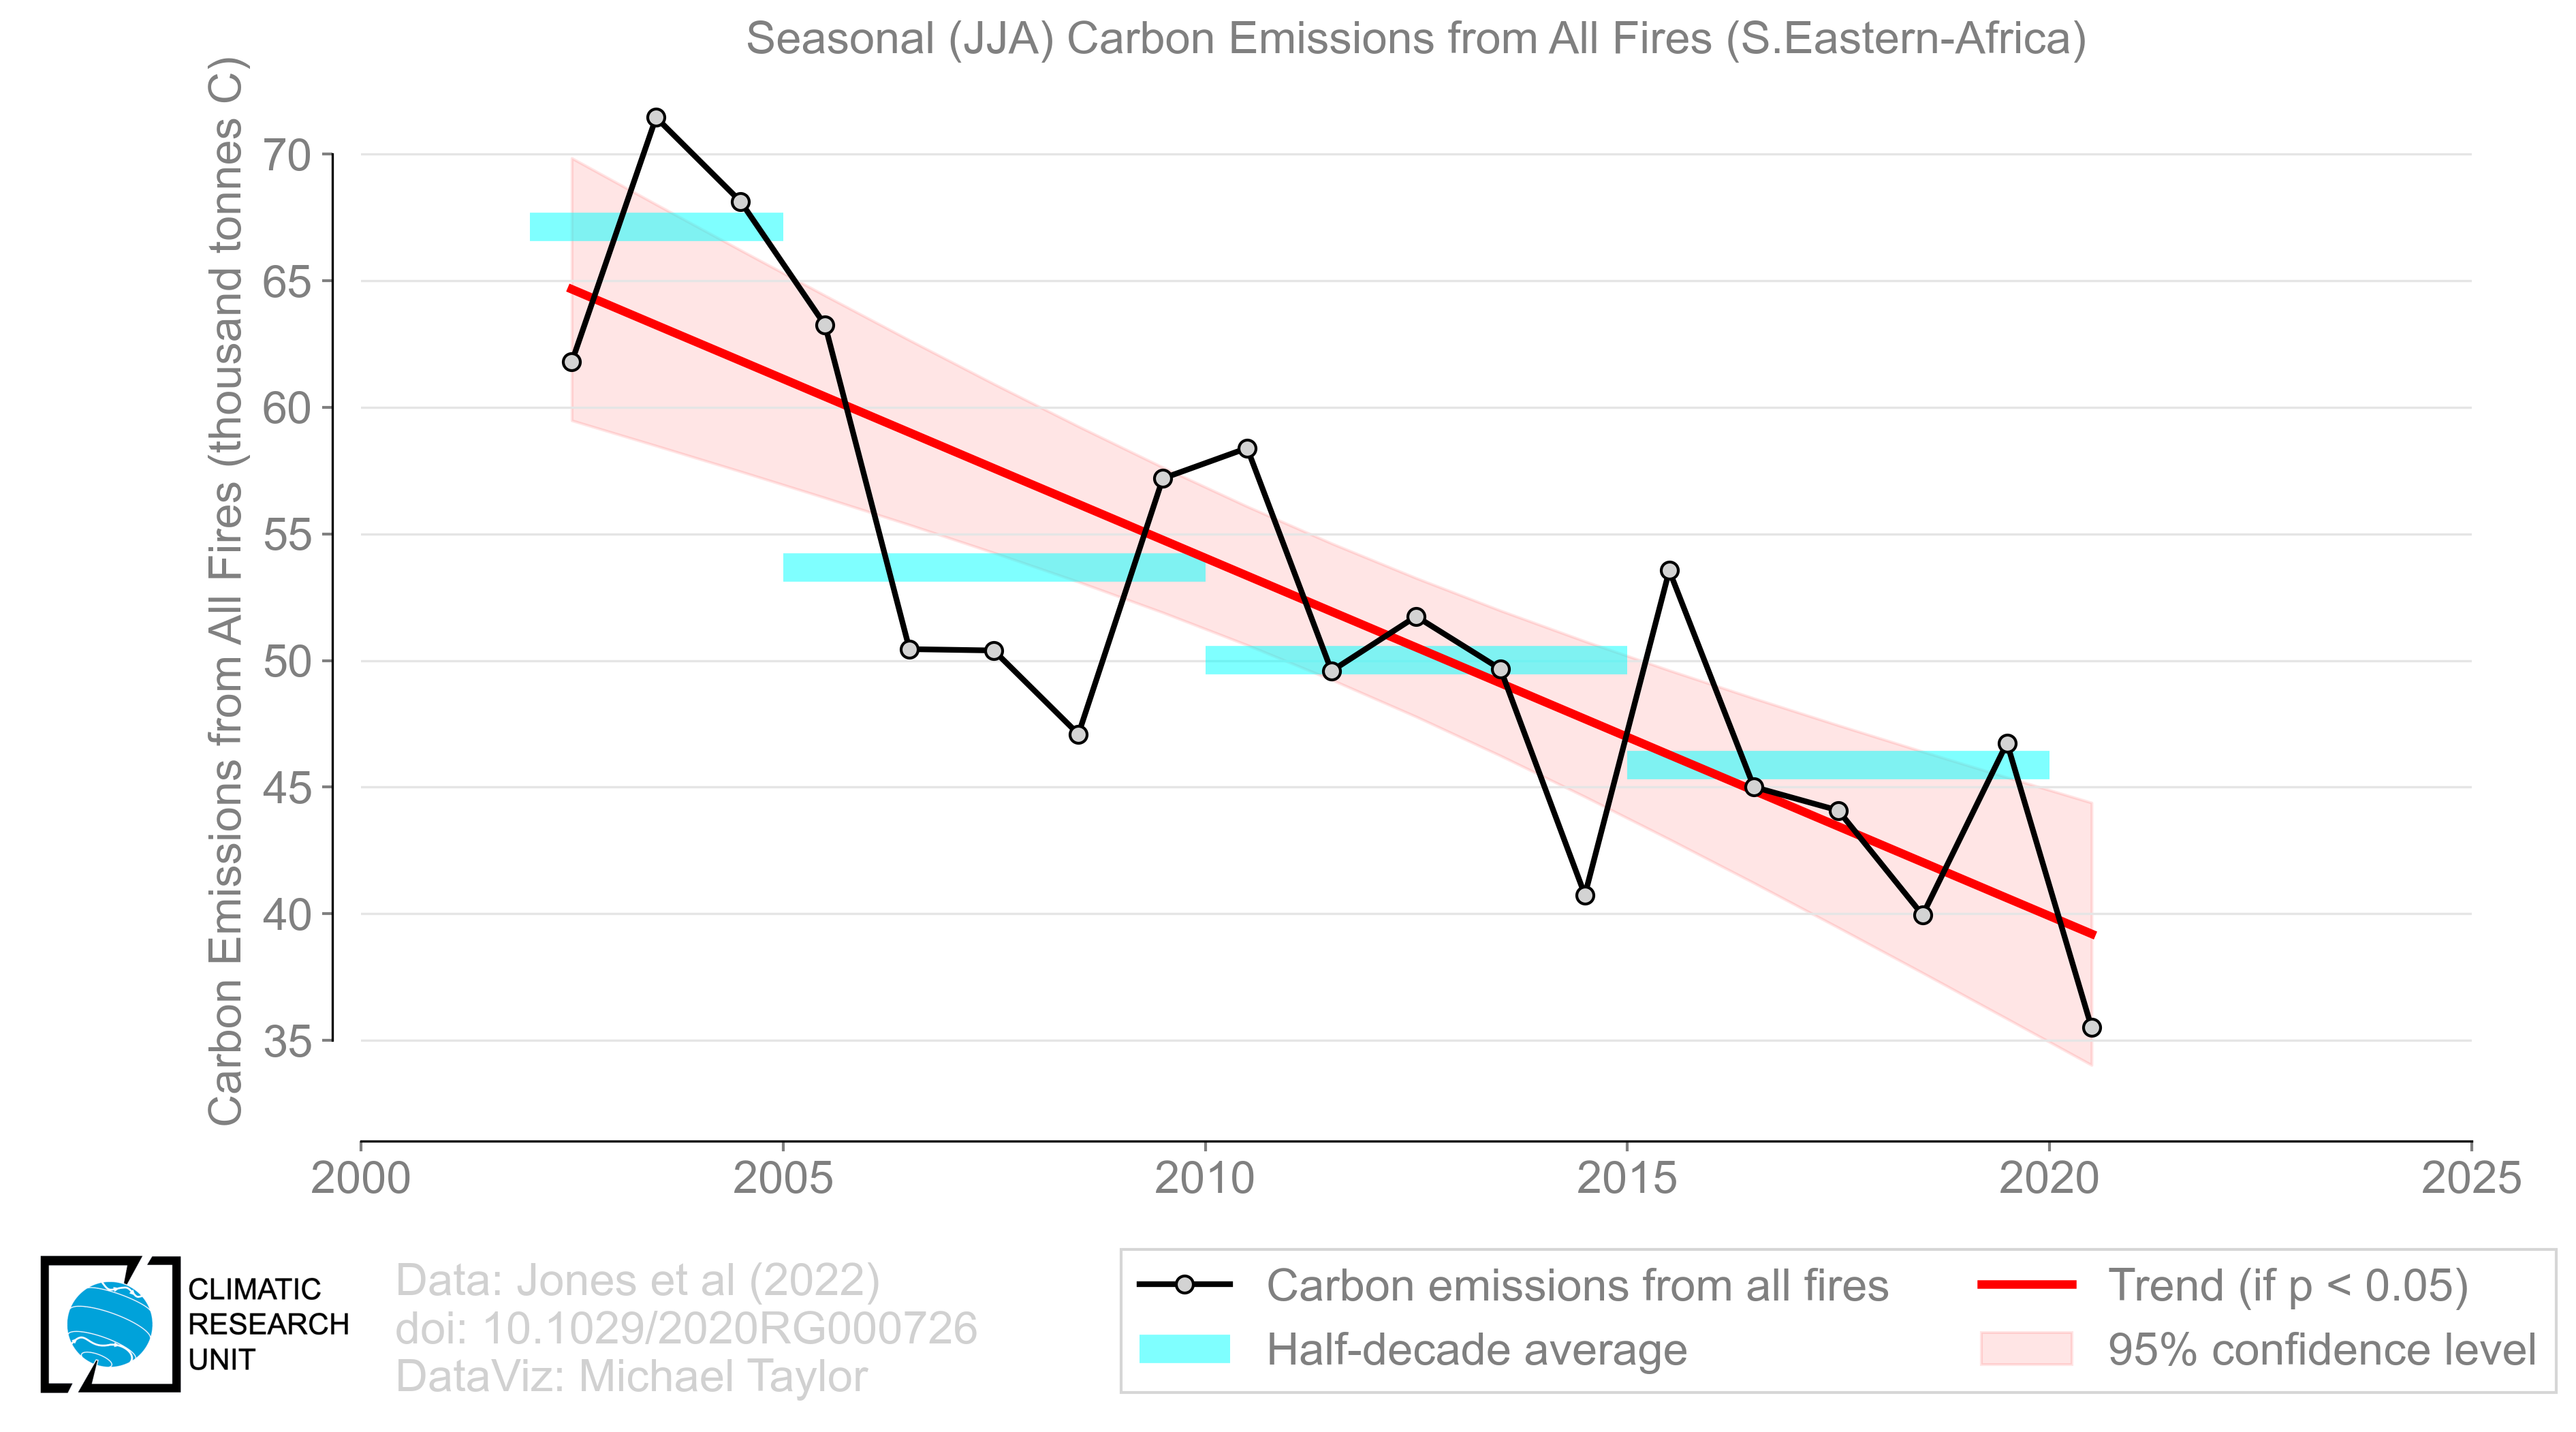 Seasonal (JJA) Carbon Emissions from All Fires (S.Eastern-Africa)
Carbon Emissions from All Fires (thousand tonnes C)
70
65
60
55
50
45
40
35
2000 2005 2010 2015 2020 2025
CLIMATIC
RESEARCH
UNIT
Data: Jones et al (2022)
doi: 10.1029/2020RG000726
DataViz: Michael Taylor
Carbon emissions from all fires
Half-decade average
Trend (if p < 0.05)
95% confidence level